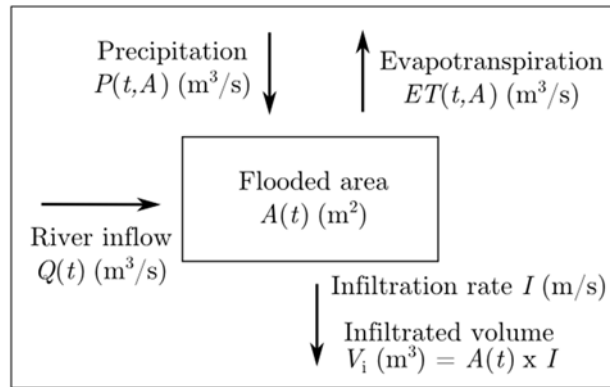 Precipitation
P(t,A) (m³/s)
Evapotranspiration
ET(t,A) (m³/s)
Flooded area
A(t) (m²)
River inflow
Q(t) (m³/s)
Infiltration rate I (m/s)
Infiltrated volume
Vᵢ (m³) = A(t) x I